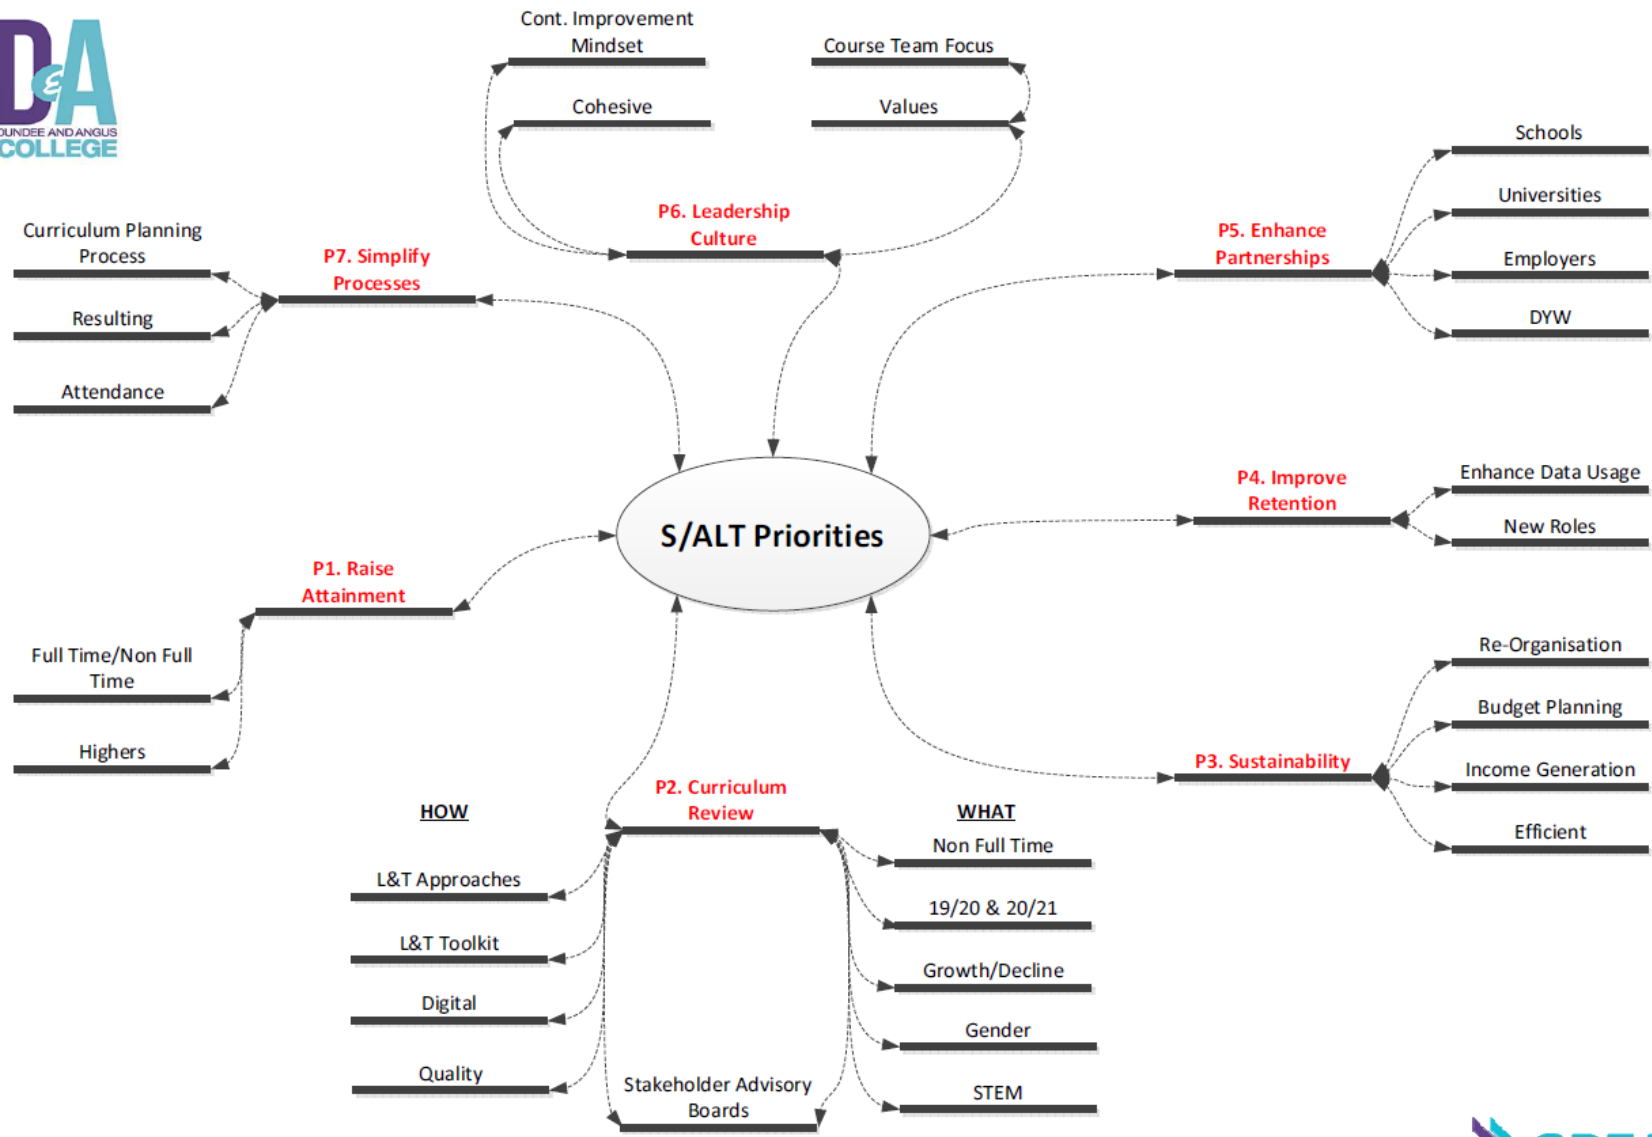 D&A
DUNDEE AND ANGUS
COLLEGE
Cont. Improvement
Mindset
Cohesive
Course Team Focus
Values
P6. Leadership
Culture
Curriculum Planning
Process
Resulting
Attendance
P7. Simplify
Processes
Schools
Universities
Employers
DYW
P5. Enhance
Partnerships
S/ALT Priorities
P4. Improve
Retention
Enhance Data Usage
New Roles
P1. Raise
Attainment
Full Time/Non Full
Time
Highers
Re-Organisation
Budget Planning
Income Generation
Efficient
P3. Sustainability
P2. Curriculum
Review
HOW
L&T Approaches
L&T Toolkit
Digital
Quality
Stakeholder Advisory
Boards
WHAT
Non Full Time
19/20 & 20/21
Growth/Decline
Gender
STEM